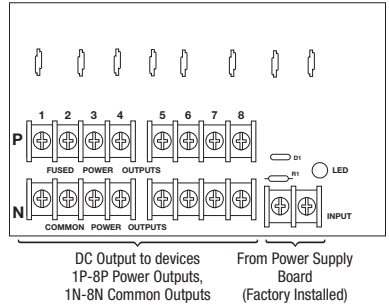 1 2 3 4 5 6 7 8
P
D1
FUSED POWER OUTPUTS
R1
LED
N
INPUT
COMMON POWER OUTPUTS
DC Output to devices
1P-8P Power Outputs,
1N-8N Common Outputs
From Power Supply
Board
(Factory Installed)